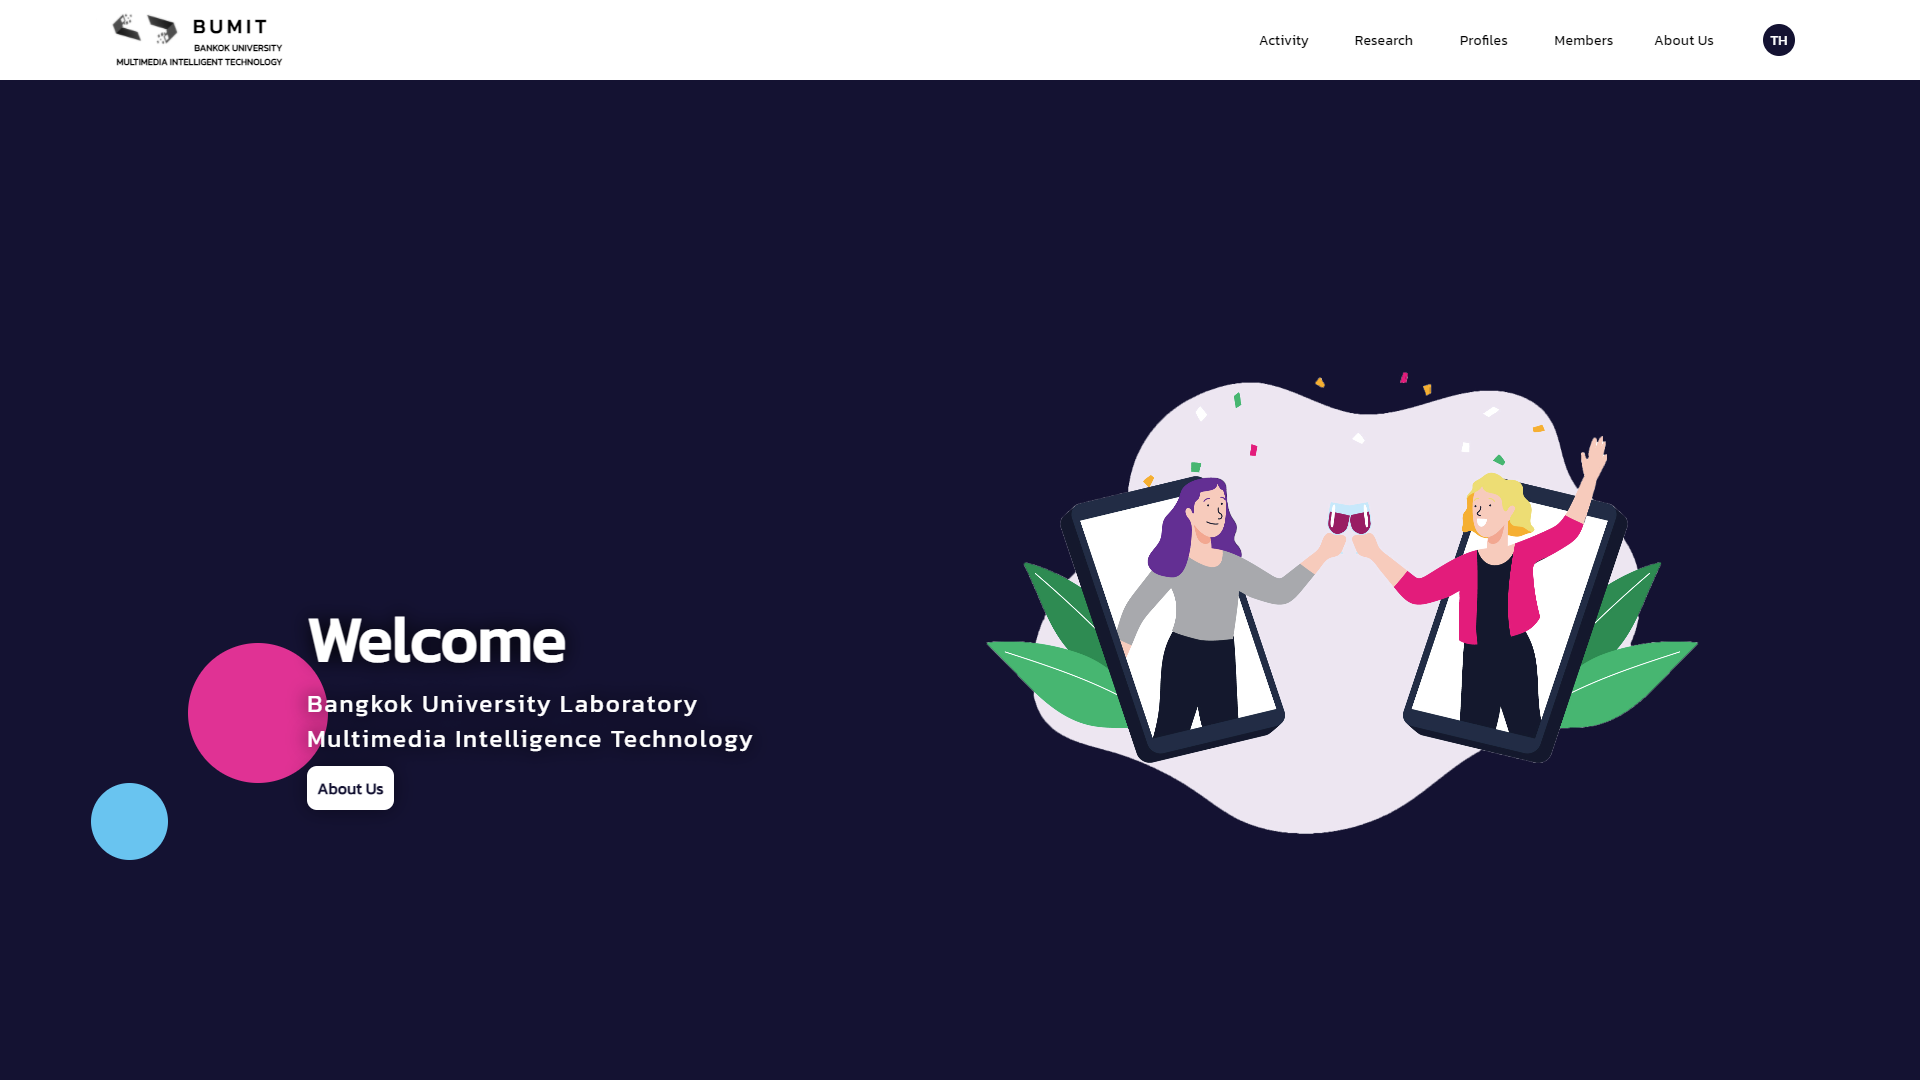 BUMIT
BANKOK UNIVERSITY
MULTIMEDIA INTELLIGENT TECHNOLOGY
Activity
Research
Profiles
Members
About Us
TH
Welcome
Bangkok University Laboratory
Multimedia Intelligence Technology
About Us